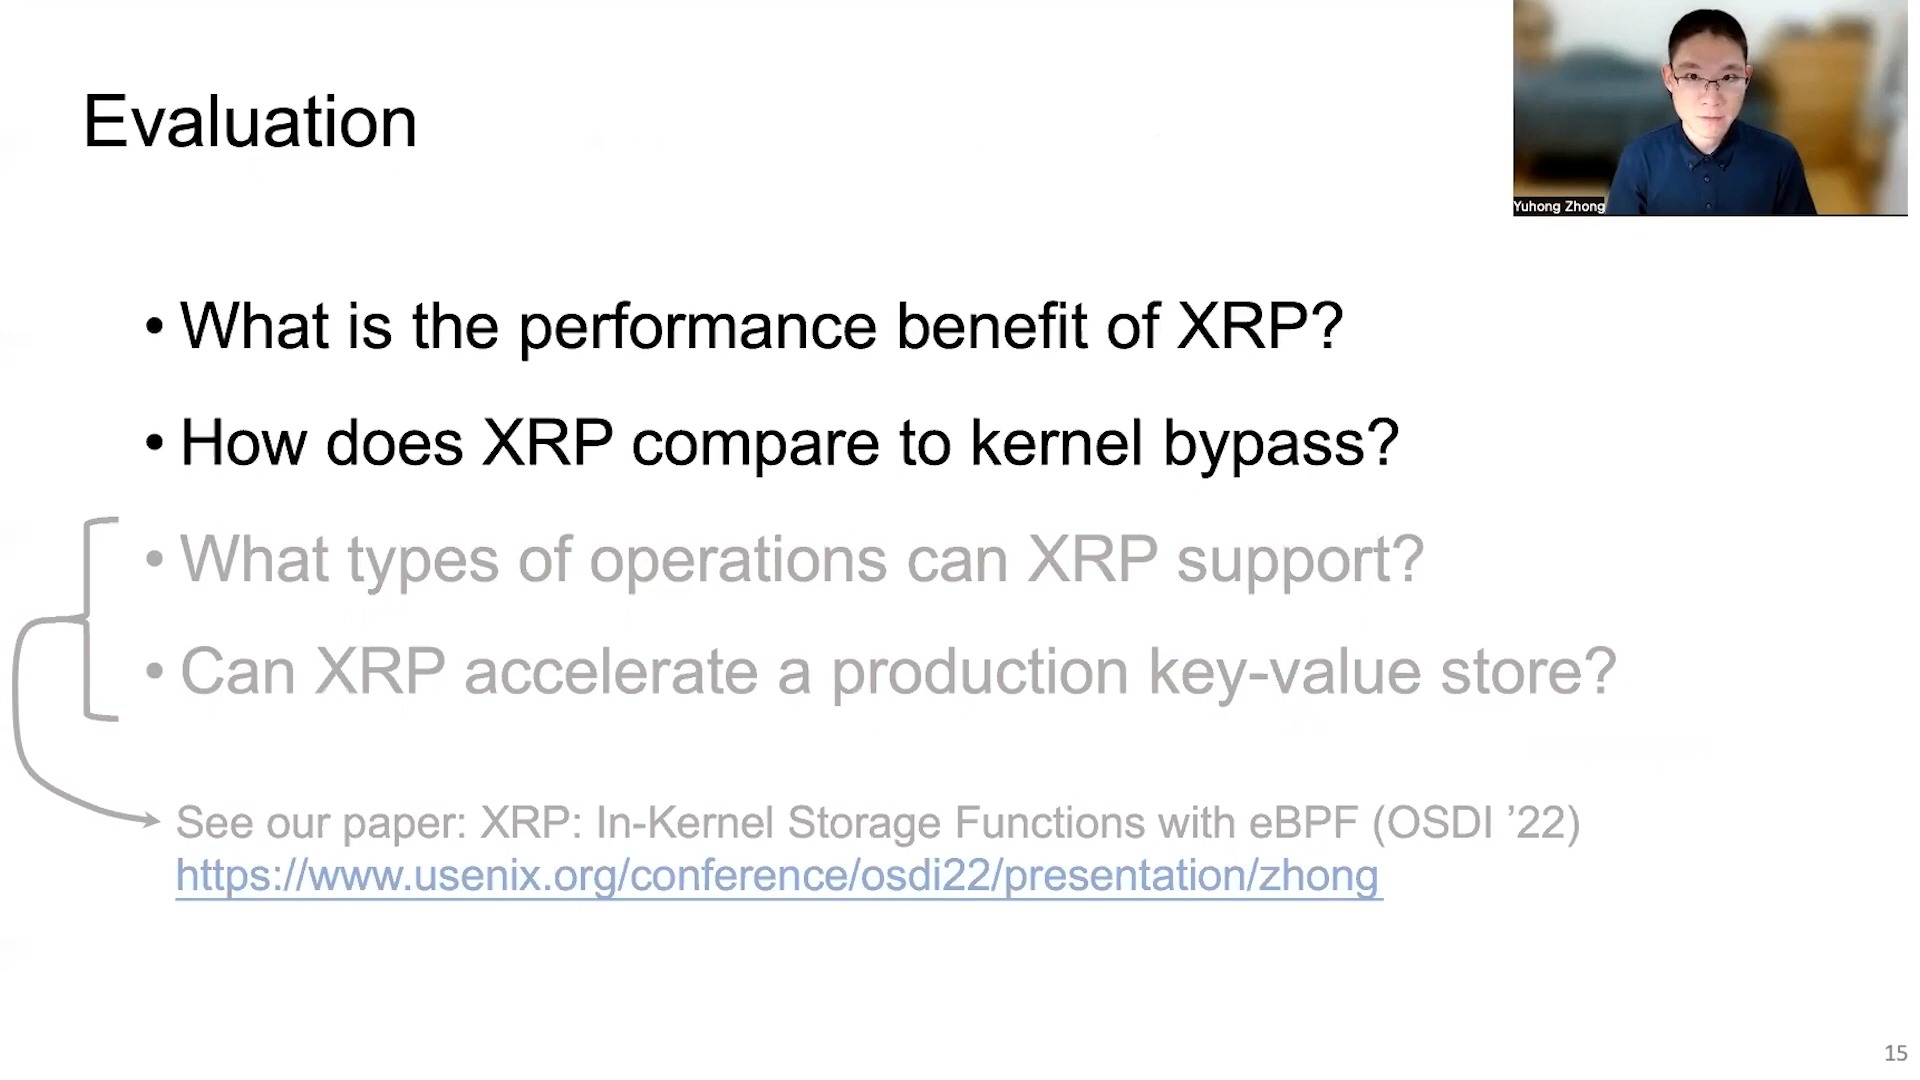 Evaluation
Yuhong Zhong
• What is the performance benefit of XRP?
• How does XRP compare to kernel bypass?
• What types of operations can XRP support?
• Can XRP accelerate a production key-value store?
See our paper: XRP: In-Kernel Storage Functions with eBPF (OSDI ’22)
https://www.usenix.org/conference/osdi22/presentation/zhong
15